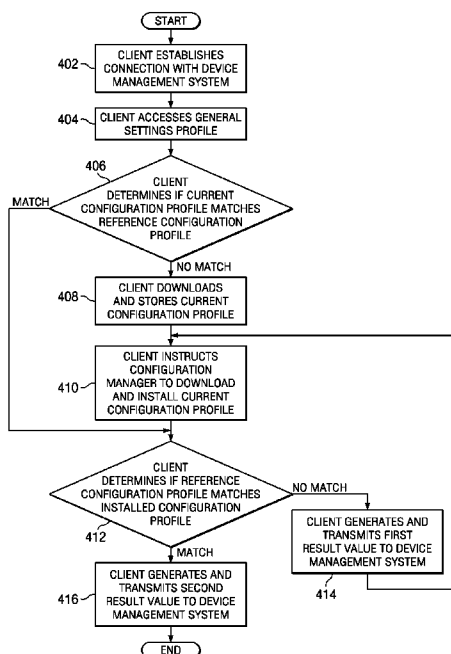 START
402
CLIENT ESTABLISHES
CONNECTION WITH DEVICE
MANAGEMENT SYSTEM
404
CLIENT ACCESSES GENERAL
SETTINGS PROFILE
406
MATCH
CLIENT
DETERMINES IF CURRENT
CONFIGURATION PROFILE MATCHES
REFERENCE CONFIGURATION
PROFILE
NO MATCH
408
CLIENT DOWNLOADS
AND STORES CURRENT
CONFIGURATION PROFILE
410
CLIENT INSTRUCTS
CONFIGURATION
MANAGER TO DOWNLOAD
AND INSTALL CURRENT
CONFIGURATION PROFILE
CLIENT
DETERMINES IF REFERENCE
CONFIGURATION PROFILE MATCHES
INSTALLED CONFIGURATION
PROFILE
412
NO MATCH
MATCH
CLIENT GENERATES AND
TRANSMITS FIRST
RESULT VALUE TO DEVICE
MANAGEMENT SYSTEM
414
416
CLIENT GENERATES AND
TRANSMITS SECOND
RESULT VALUE TO DEVICE
MANAGEMENT SYSTEM
END